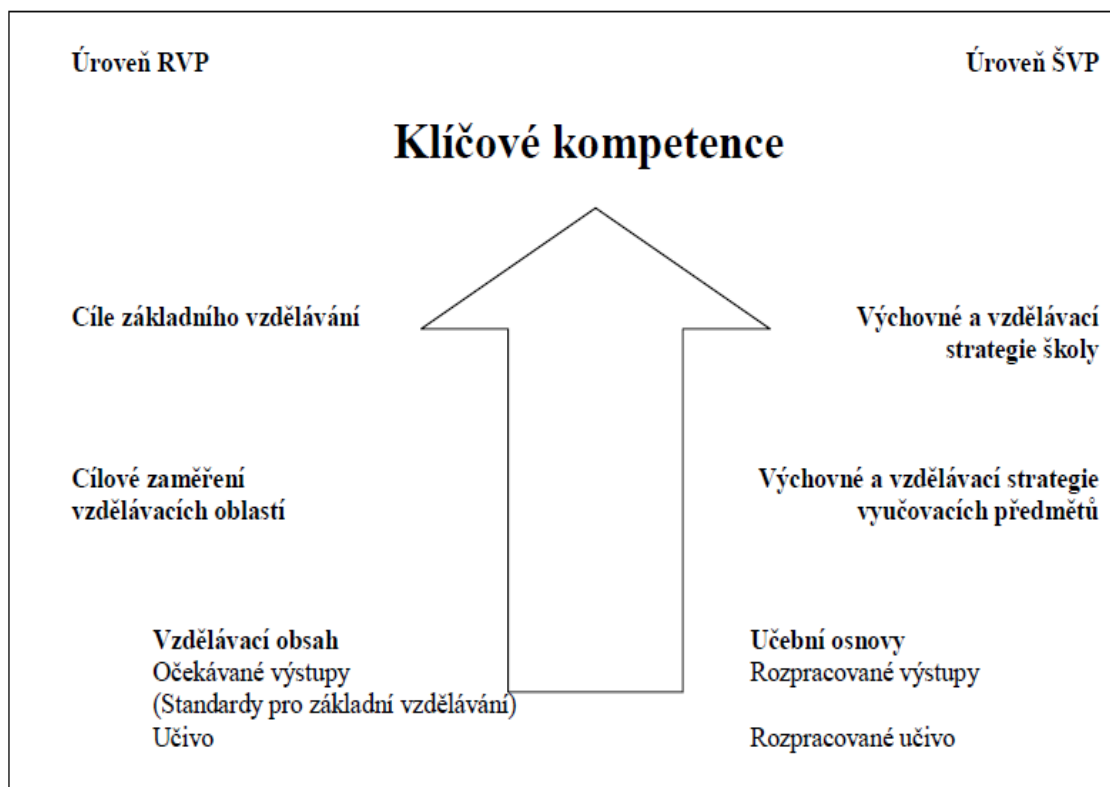 Úroveň RVP
Úroveň ŠVP
Klíčové kompetence
Cíle základního vzdělávání
Výchovné a vzdělávací
strategie školy
Cílové zaměření
vzdělávacích oblastí
Výchovné a vzdělávací strategie
vyučovacích předmětů
Vzdělávací obsah
Očekávané výstupy
(Standardy pro základní vzdělávání)
Učivo
Učební osnovy
Rozpracované výstupy
Rozpracované učivo